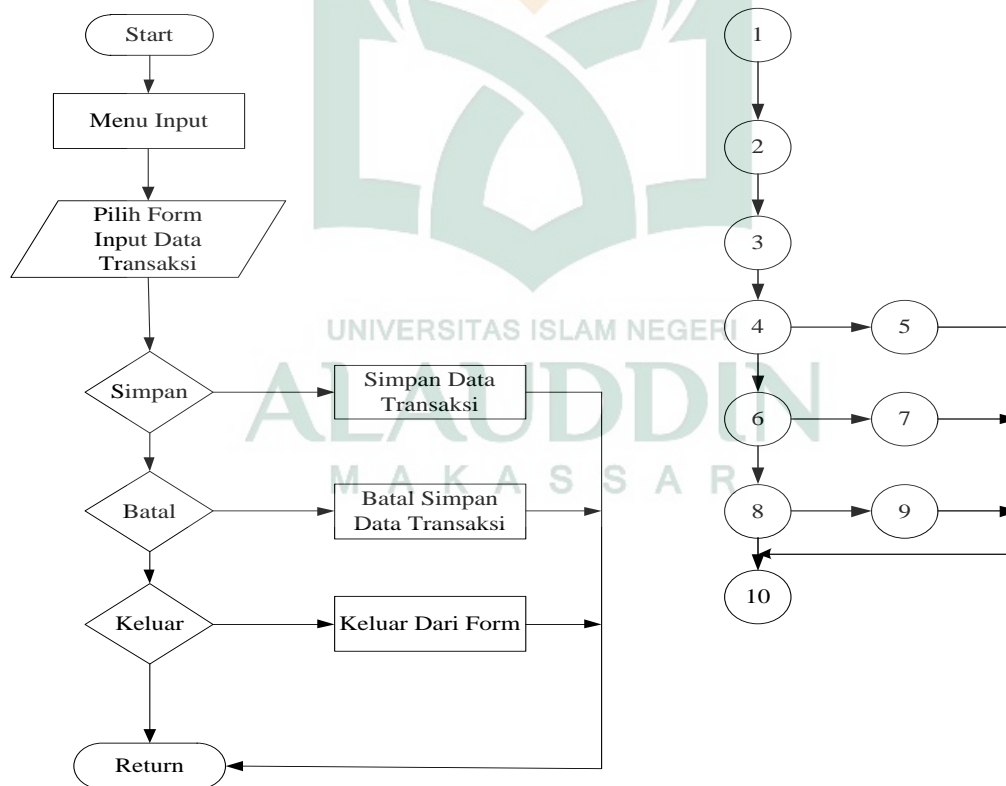 Start
Menu Input
Pilih Form
Input Data
Transaksi
Simpan
Simpan Data
Transaksi
Batal
Batal Simpan
Data Transaksi
Keluar
Keluar Dari Form
Return
1
2
3
4
5
6
7
8
9
10
UNIVERSITAS ISLAM NEGERI
ALAUDDIN
MAKASSAR